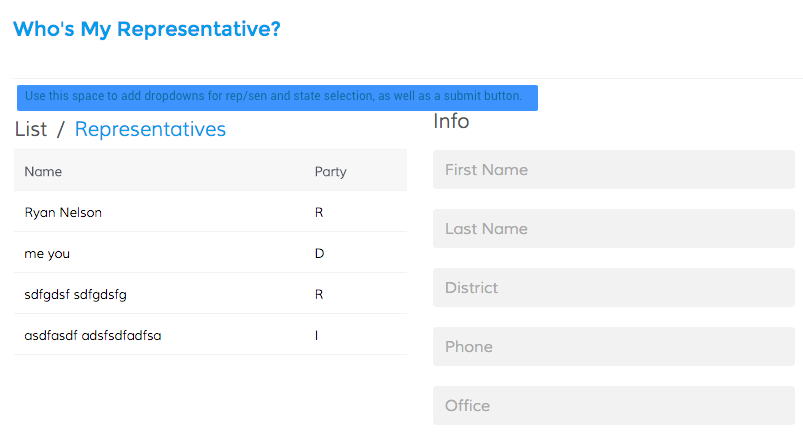 Who's My Representative?
Use this space to add dropdowns for rep/sen and state selection, as well as a submit button.
List / Representatives
Name Party
Ryan Nelson R
me you D
sdfgdsf sdfgdsfg R
asdfasdf adsfsdfadfsa I
Info
First Name
Last Name
District
Phone
Office